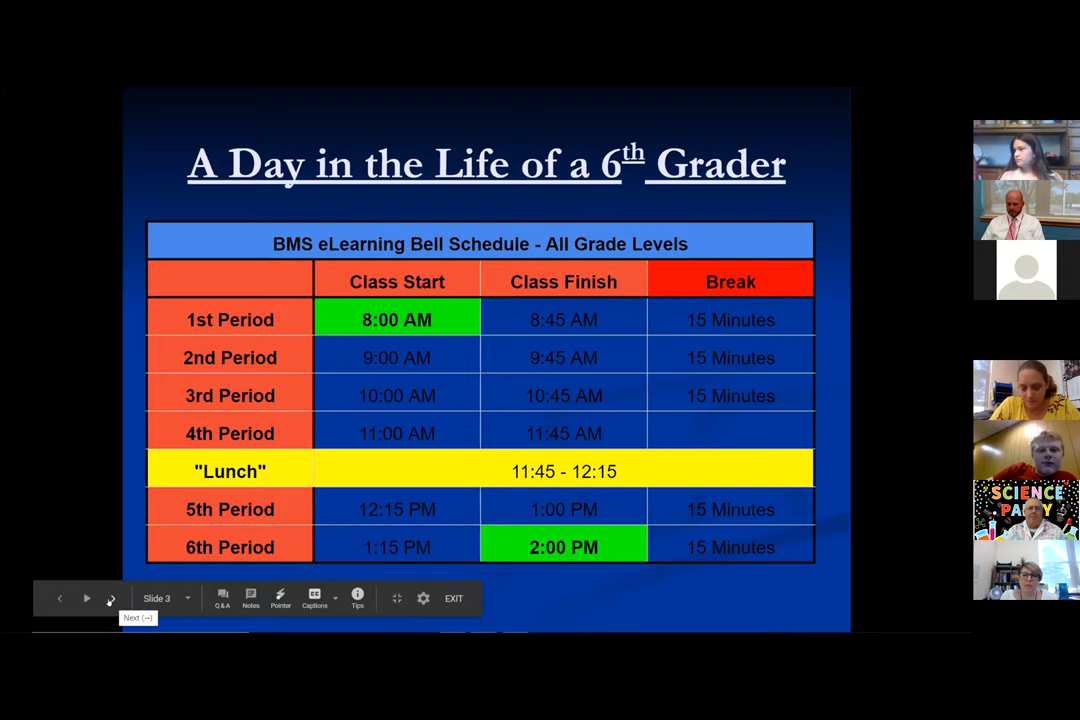 A Day in the Life of a 6th Grader
BMS eLearning Bell Schedule - All Grade Levels
Class Start Class Finish Break
1st Period 8:00 AM 8:45 AM 15 Minutes
2nd Period 9:00 AM 9:45 AM 15 Minutes
3rd Period 10:00 AM 10:45 AM 15 Minutes
4th Period 11:00 AM 11:45 AM
"Lunch" 11:45 - 12:15
5th Period 12:15 PM 1:00 PM 15 Minutes
6th Period 1:15 PM 2:00 PM 15 Minutes
Slide 3 Q & A Notes Pointer CC Captions Tips EXIT
Next (→)
SCIENCE